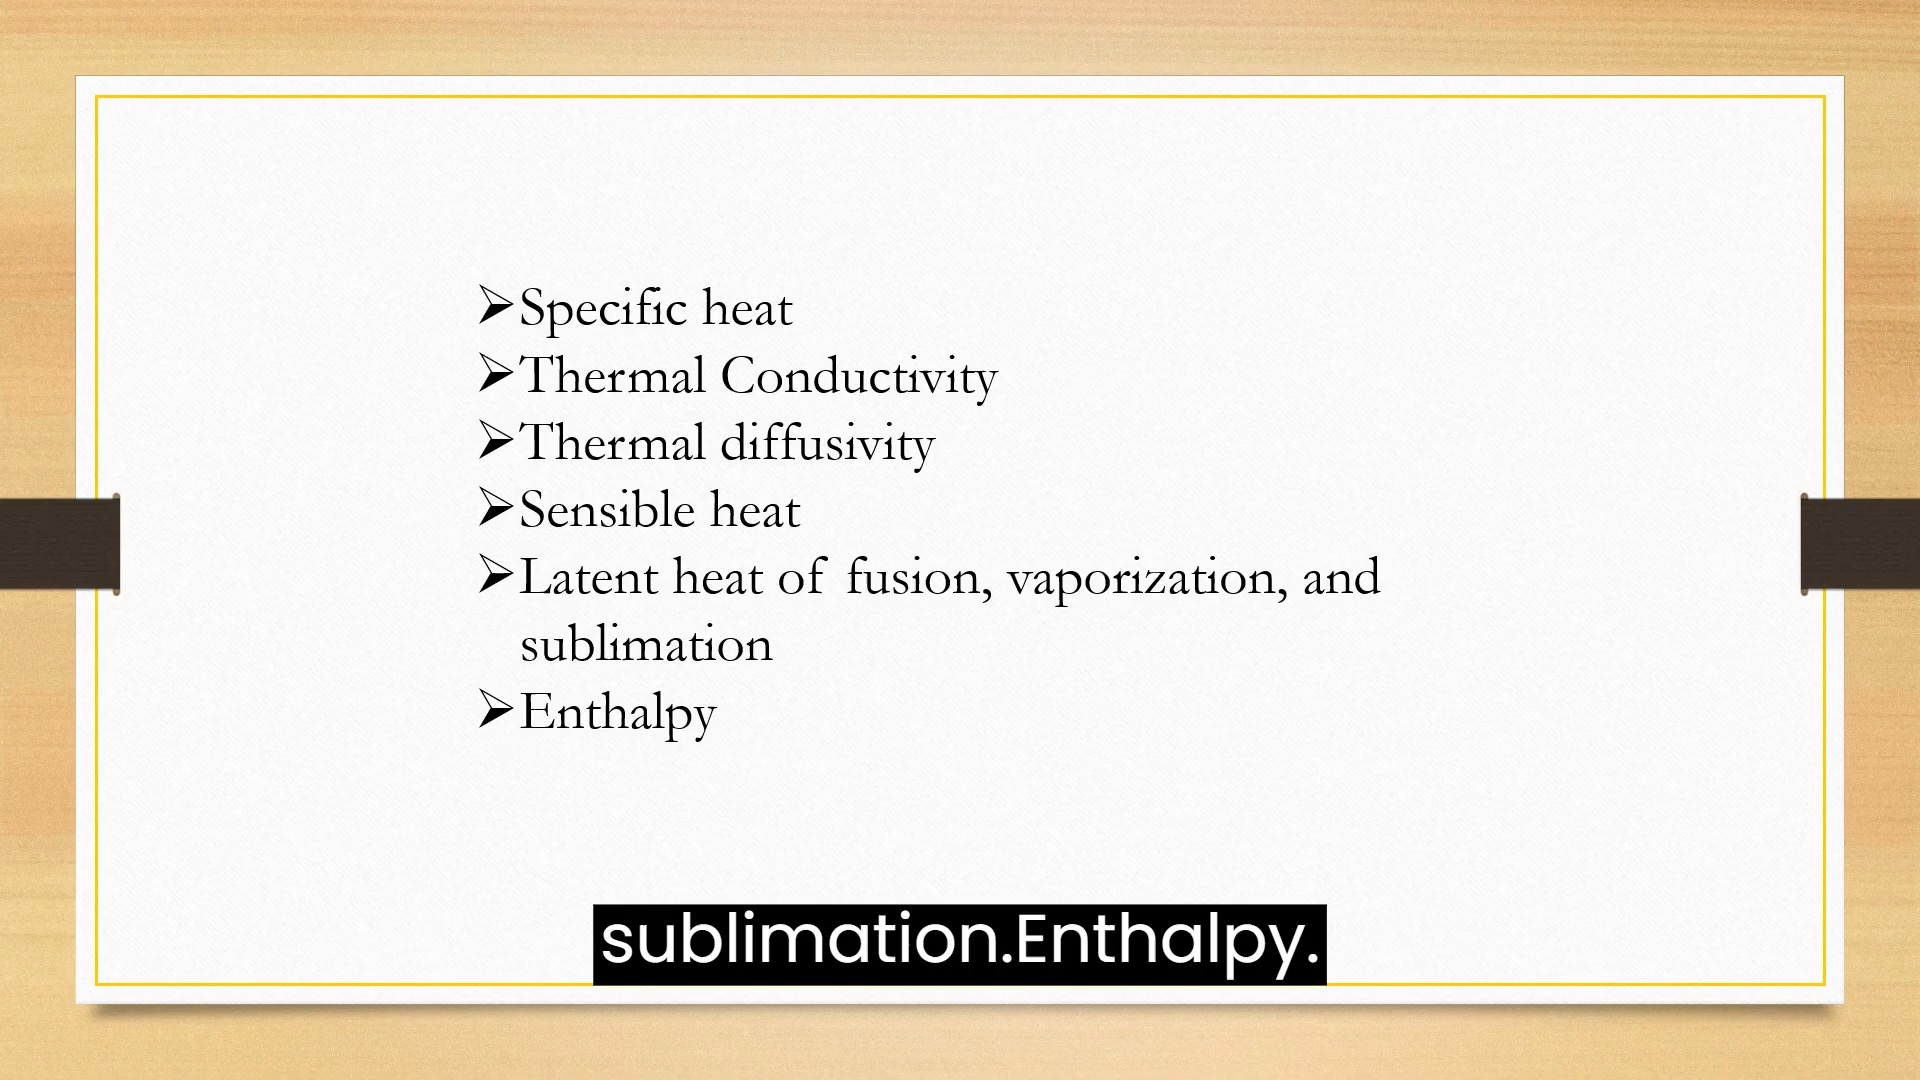 ➢Specific heat
➢Thermal Conductivity
➢Thermal diffusivity
➢Sensible heat
➢Latent heat of fusion, vaporization, and
sublimation
➢Enthalpy
sublimation.Enthalpy.